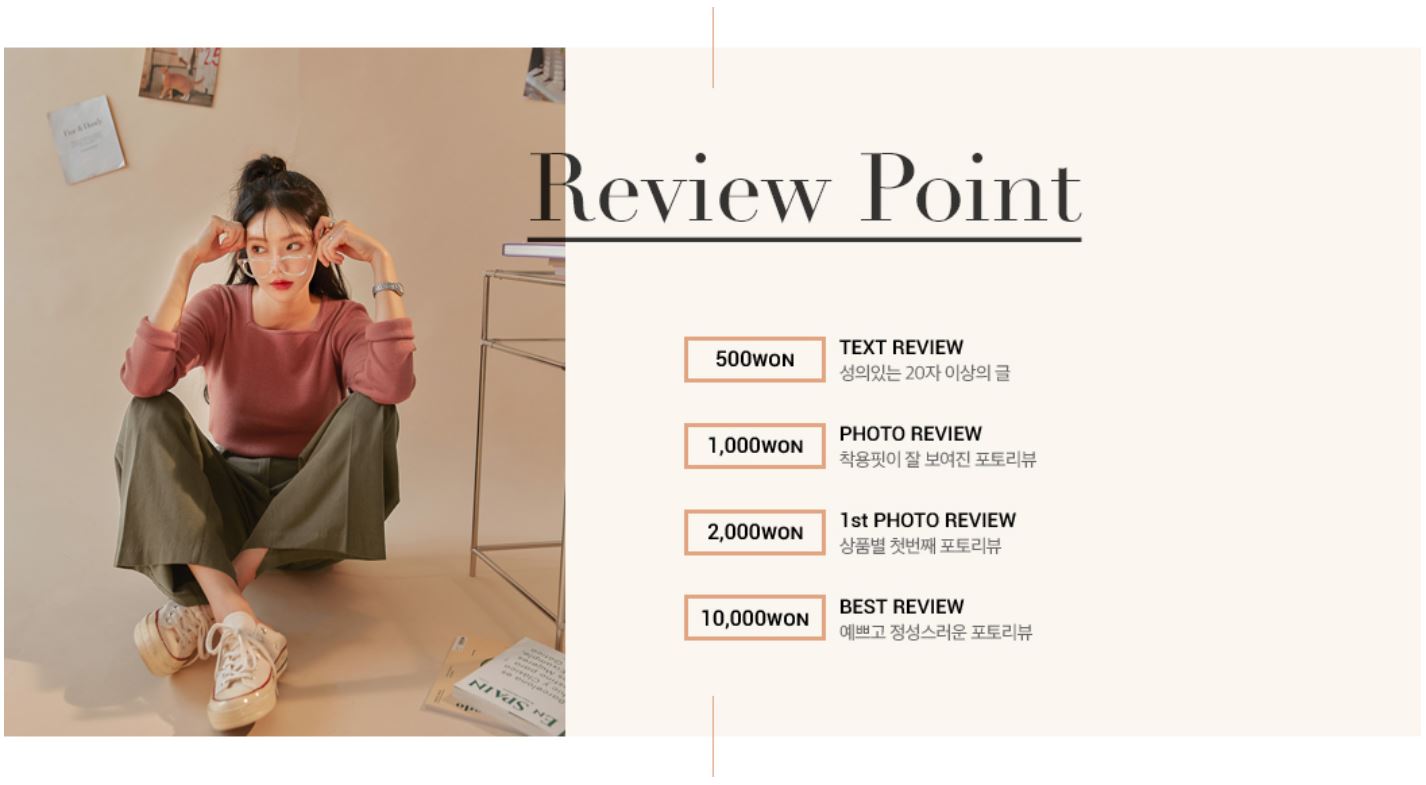 Review Point
500WON
TEXT REVIEW
성의있는 20자 이상의 글
1,000WON
PHOTO REVIEW
착용핏이 잘 보여진 포토리뷰
2,000WON
1st PHOTO REVIEW
상품별 첫번째 포토리뷰
10,000WON
BEST REVIEW
예쁘고 정성스러운 포토리뷰
EN SPAIN